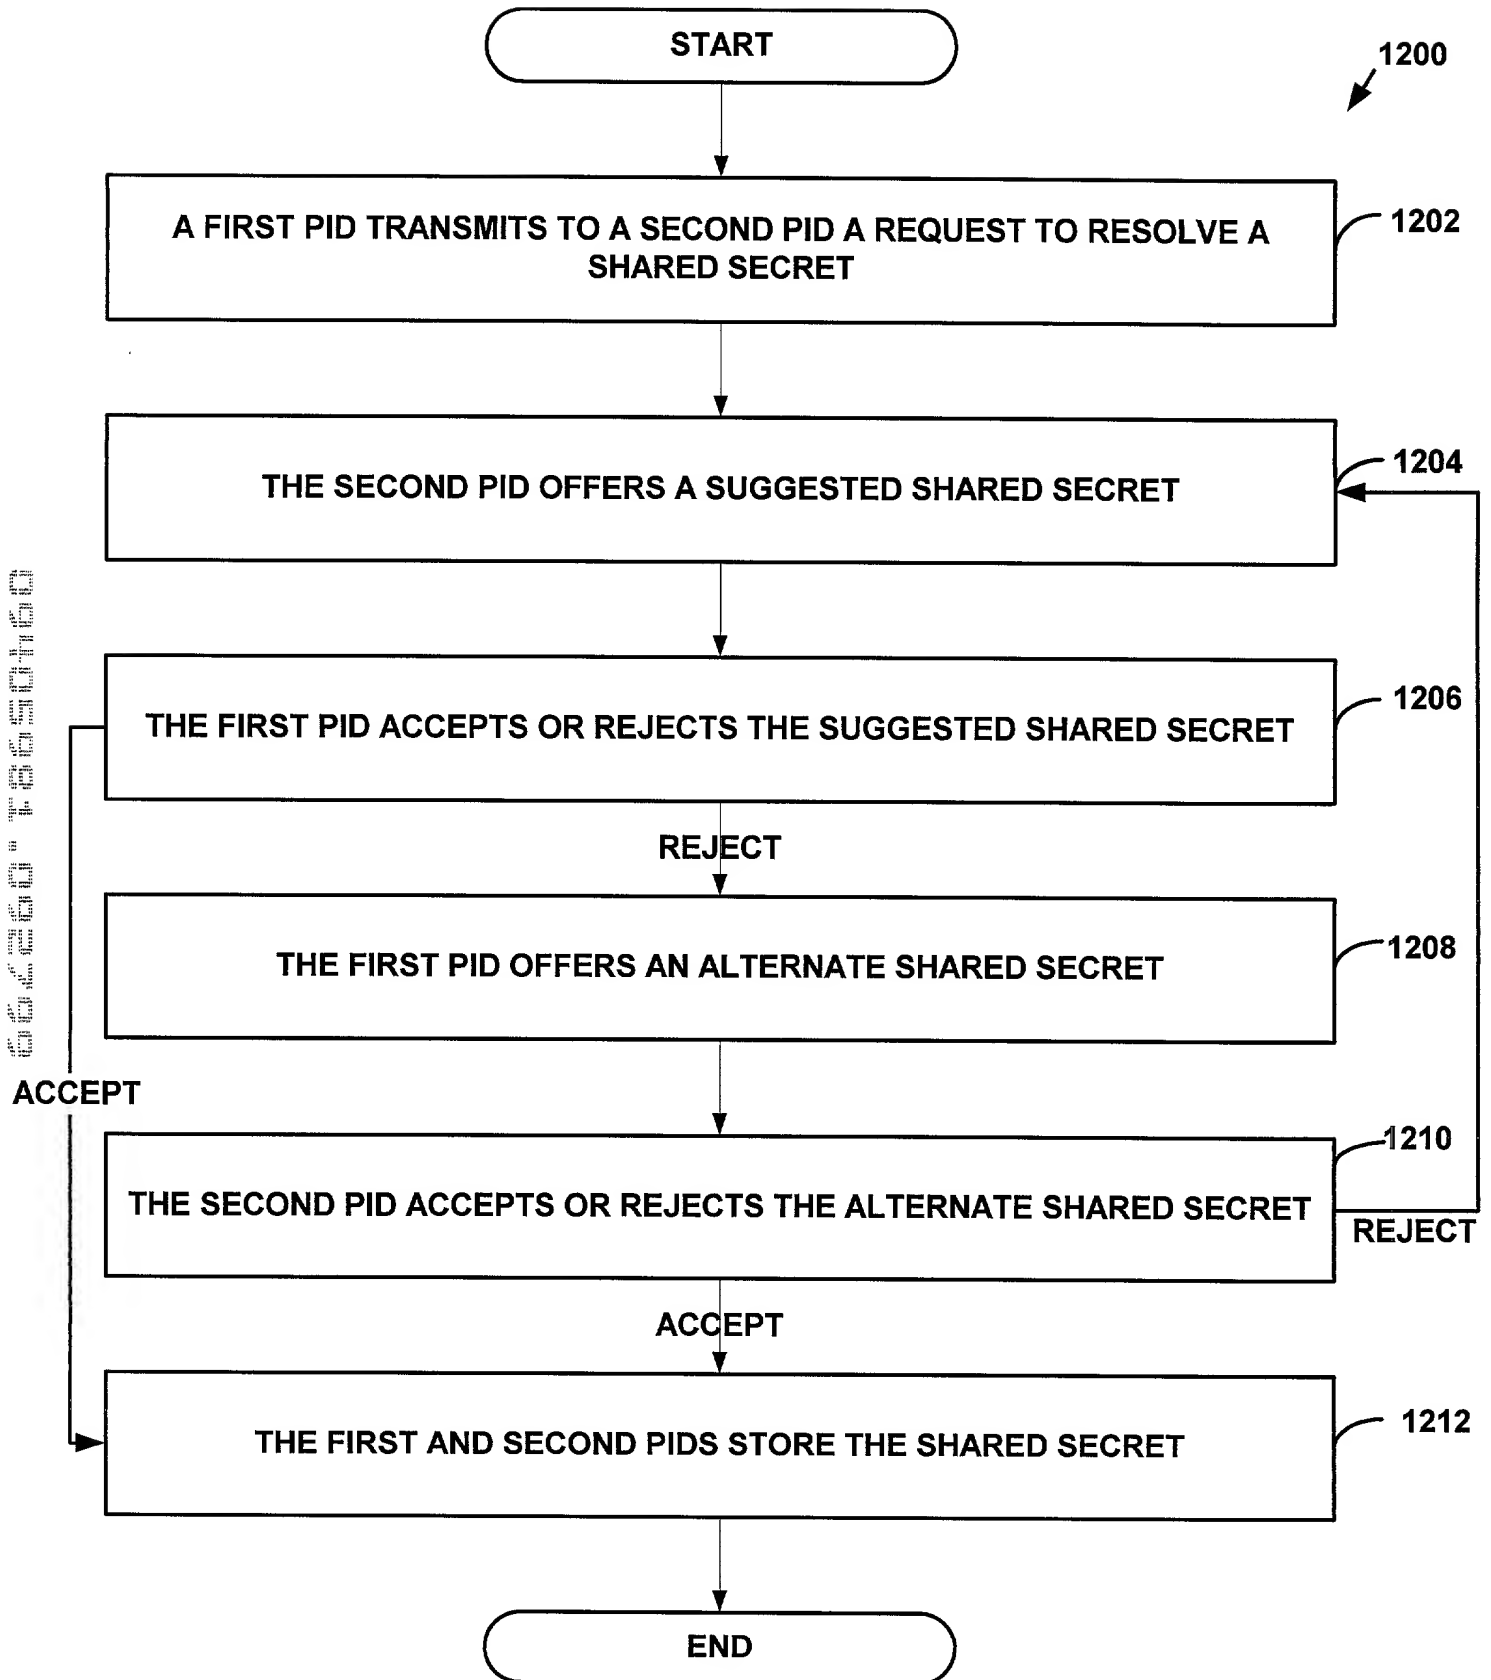 START
1200
A FIRST PID TRANSMITS TO A SECOND PID A REQUEST TO RESOLVE A
SHARED SECRET
1202
THE SECOND PID OFFERS A SUGGESTED SHARED SECRET
1204
THE FIRST PID ACCEPTS OR REJECTS THE SUGGESTED SHARED SECRET
1206
REJECT
THE FIRST PID OFFERS AN ALTERNATE SHARED SECRET
1208
ACCEPT
THE SECOND PID ACCEPTS OR REJECTS THE ALTERNATE SHARED SECRET
1210
REJECT
ACCEPT
THE FIRST AND SECOND PIDS STORE THE SHARED SECRET
1212
END